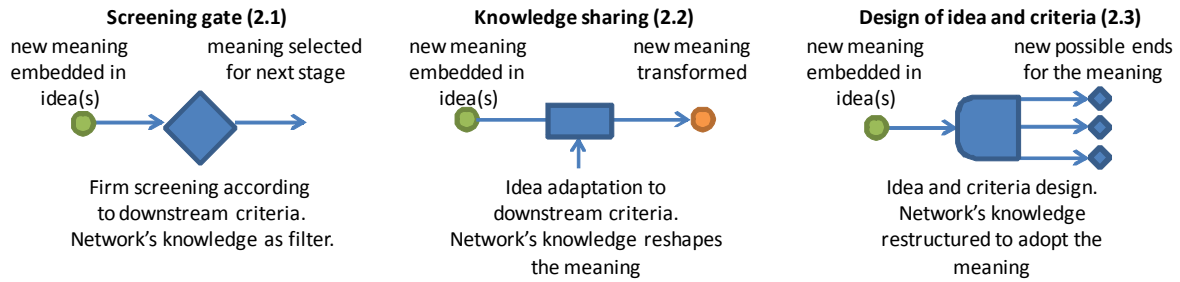 Screening gate (2.1)
new meaning
embedded in
idea(s)
meaning selected
for next stage
Firm screening according
to downstream criteria.
Network's knowledge as filter.
Knowledge sharing (2.2)
new meaning
embedded in
idea(s)
new meaning
transformed
Idea adaptation to
downstream criteria.
Network's knowledge reshapes
the meaning
Design of idea and criteria (2.3)
new meaning
embedded in
idea(s)
new possible ends
for the meaning
Idea and criteria design.
Network's knowledge
restructured to adopt the
meaning